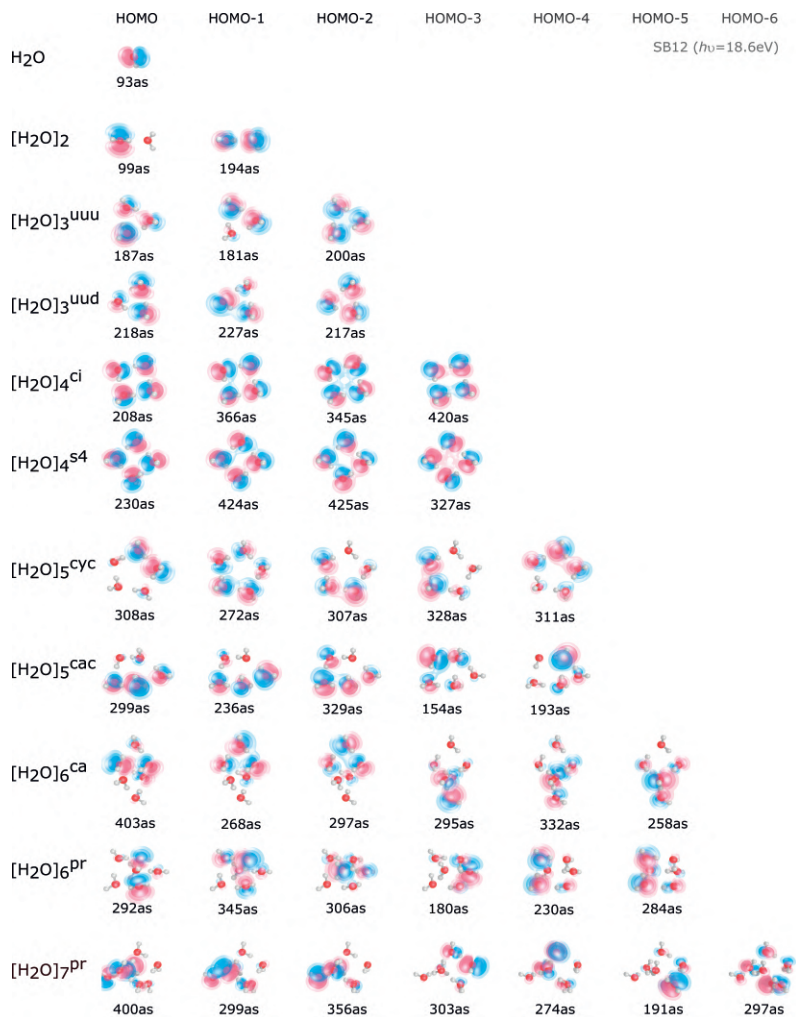 HOMO HOMO-1 HOMO-2 HOMO-3 HOMO-4 HOMO-5 HOMO-6
SB12 (hυ=18.6eV)
H2O
93as
[H2O]2
99as 194as
[H2O]3uuu
187as 181as 200as
[H2O]3uud
218as 227as 217as
[H2O]4ci
208as 366as 345as 420as
[H2O]4s4
230as 424as 425as 327as
[H2O]5cyc
308as 272as 307as 328as 311as
[H2O]5cac
299as 236as 329as 154as 193as
[H2O]6ca
403as 268as 297as 295as 332as 258as
[H2O]6pr
292as 345as 306as 180as 230as 284as
[H2O]7pr
400as 299as 356as 303as 274as 191as 297as